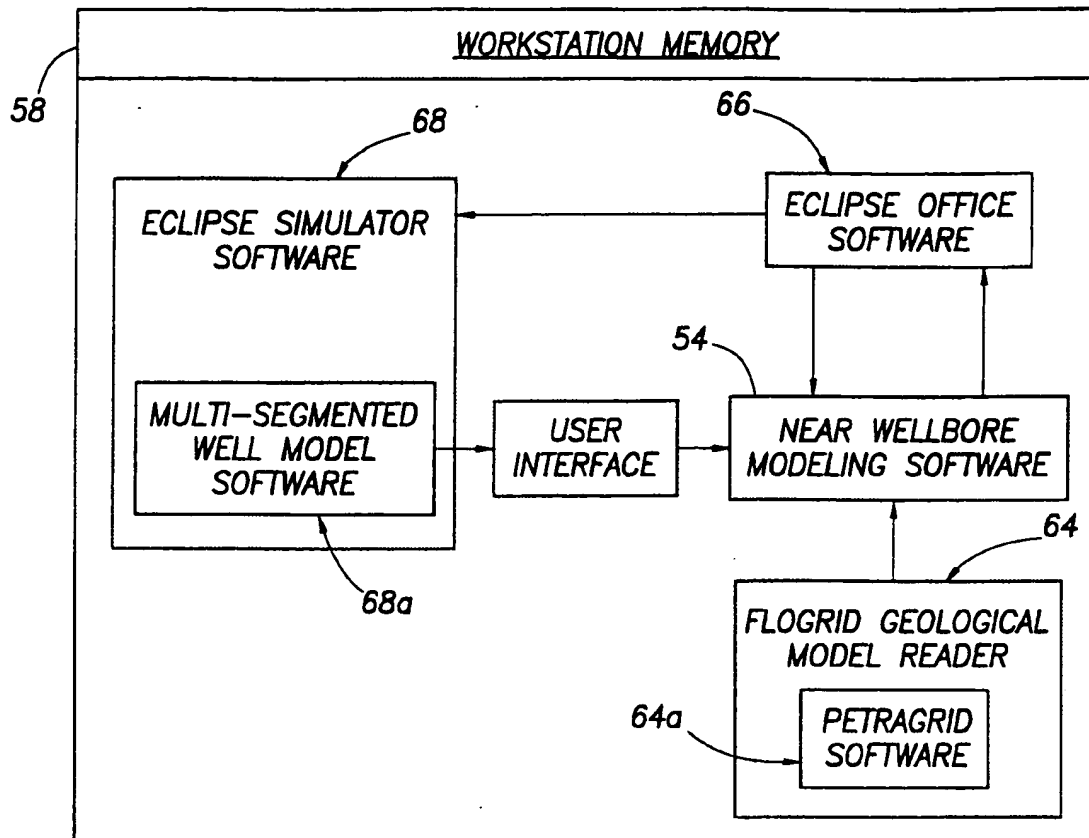 WORKSTATION MEMORY
58
68
66
ECLIPSE SIMULATOR
SOFTWARE
ECLIPSE OFFICE
SOFTWARE
54
MULTI-SEGMENTED
WELL MODEL
SOFTWARE
USER
INTERFACE
NEAR WELLBORE
MODELING SOFTWARE
68a
64
FLOGRID GEOLOGICAL
MODEL READER
64a
PETRAGRID
SOFTWARE